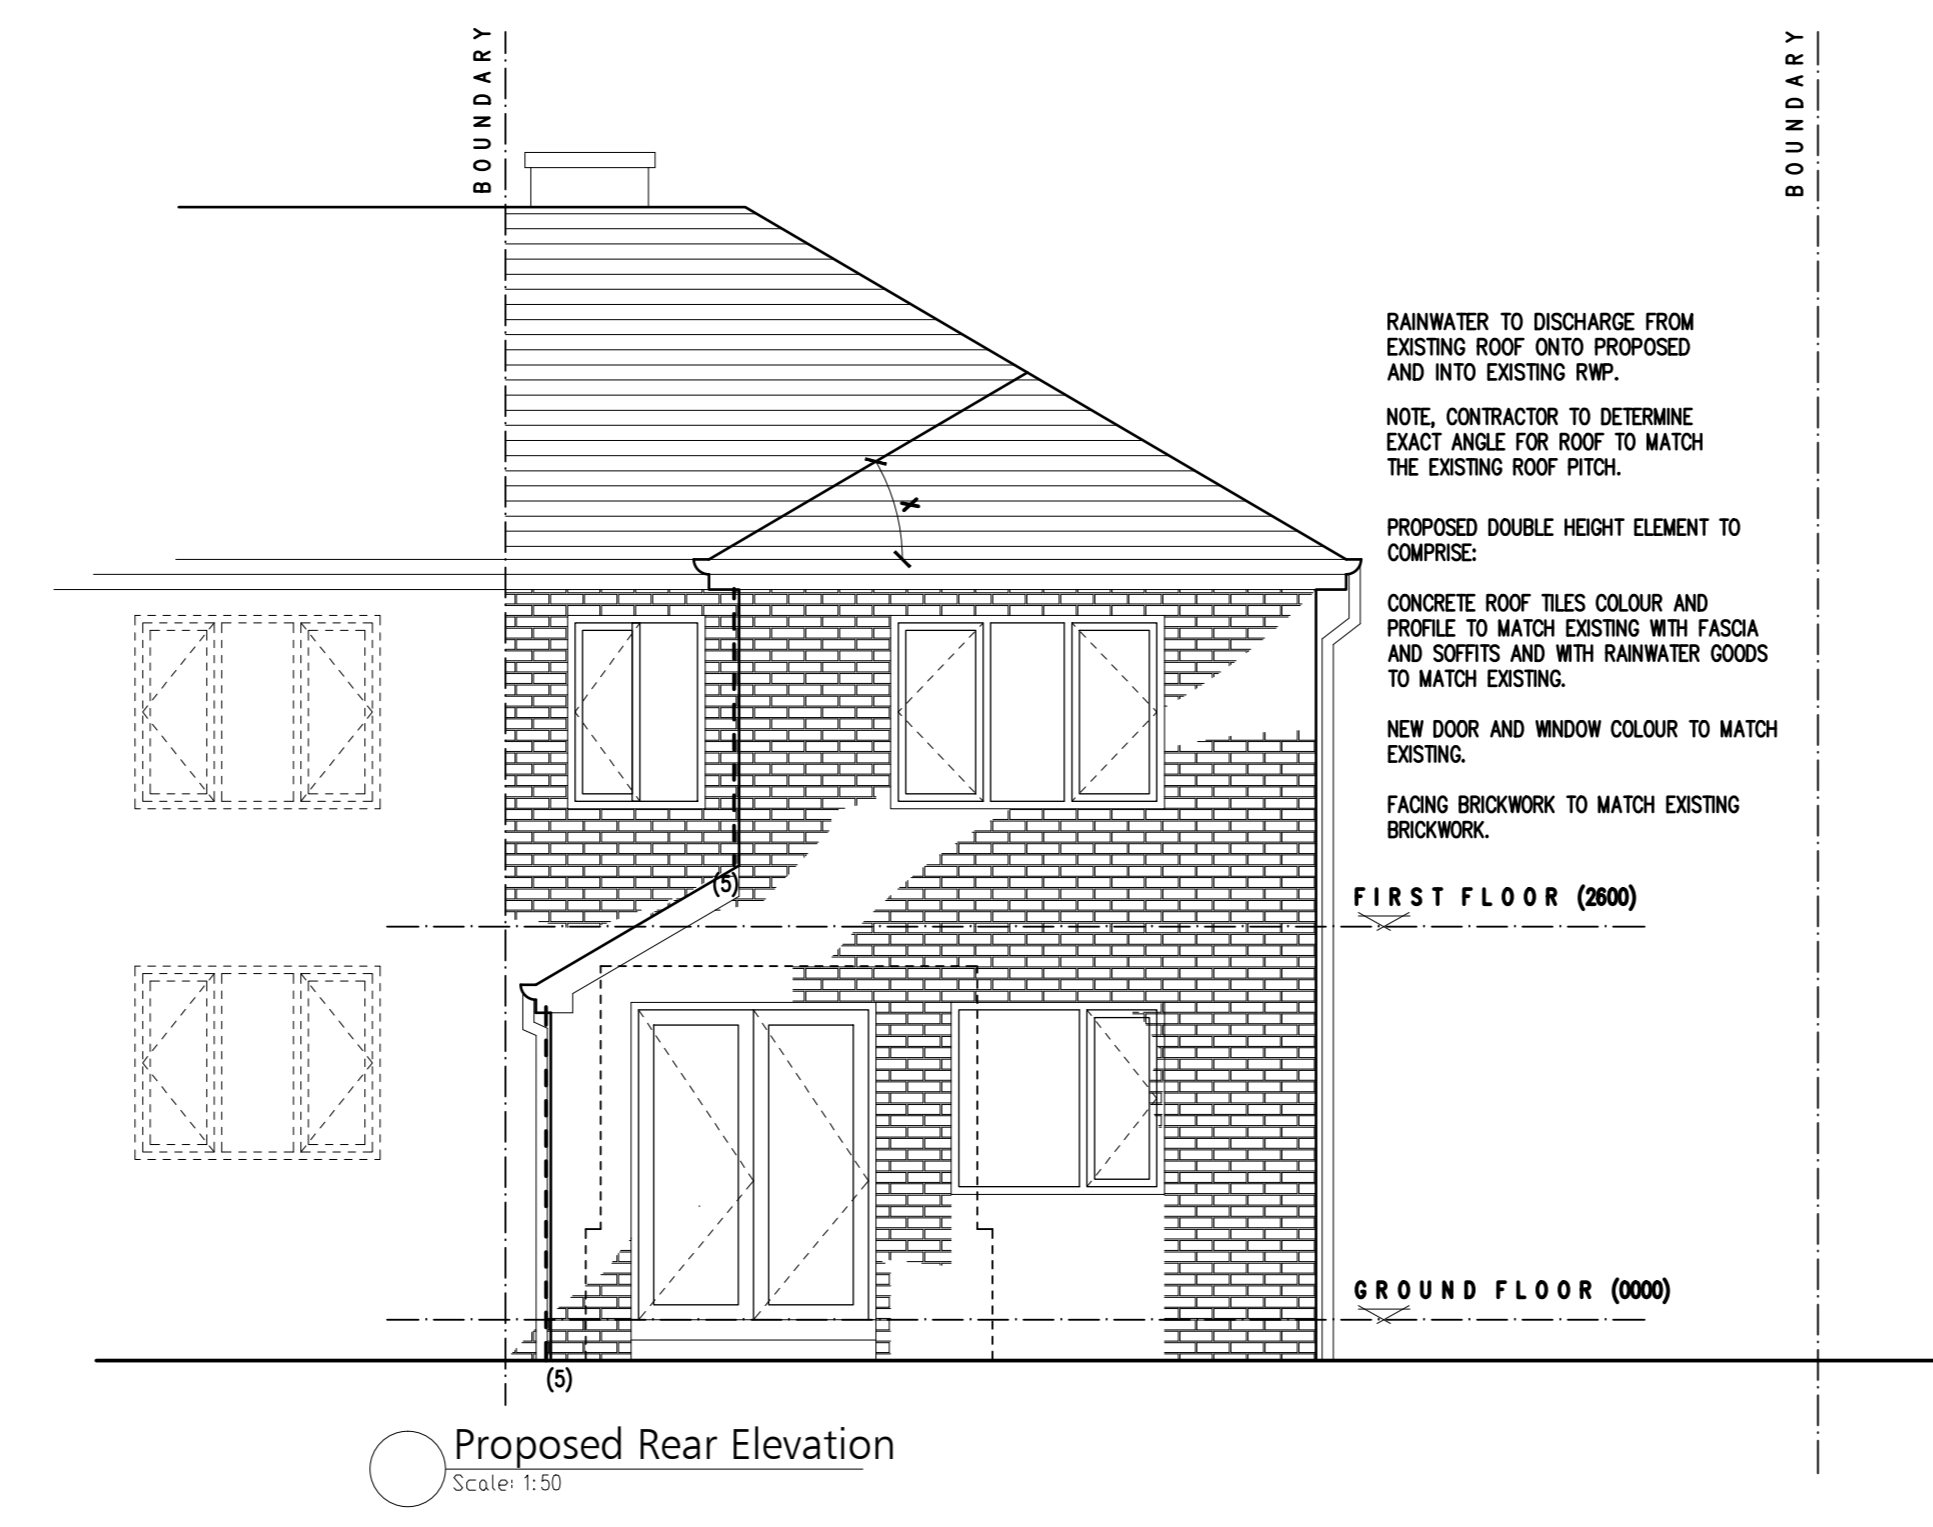 BOUNDARY
BOUNDARY
RAINWATER TO DISCHARGE FROM
EXISTING ROOF ONTO PROPOSED
AND INTO EXISTING RWP.
NOTE, CONTRACTOR TO DETERMINE
EXACT ANGLE FOR ROOF TO MATCH
THE EXISTING ROOF PITCH.
x
PROPOSED DOUBLE HEIGHT ELEMENT TO
COMPRISE:
CONCRETE ROOF TILES COLOUR AND
PROFILE TO MATCH EXISTING WITH FASCIA
AND SOFFITS AND WITH RAINWATER GOODS
TO MATCH EXISTING.
NEW DOOR AND WINDOW COLOUR TO MATCH
EXISTING.
FACING BRICKWORK TO MATCH EXISTING
BRICKWORK.
(5)
FIRST FLOOR (2600)
GROUND FLOOR (0000)
(5)
Proposed Rear Elevation
Scale: 1:50